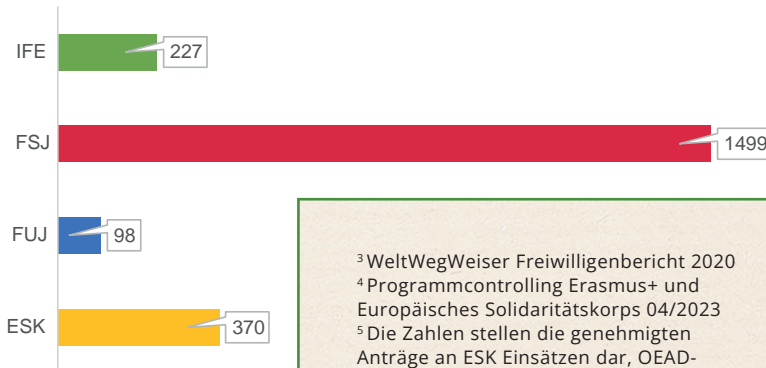 IFE
227
FSJ
1499
FUJ
98
³ WeltWegWeiser Freiwilligenbericht 2020
⁴ Programmcontrolling Erasmus+ und
Europäisches Solidaritätskorps 04/2023
⁵ Die Zahlen stellen die genehmigten
Anträge an ESK Einsätzen dar, OEAD-
ESK
370